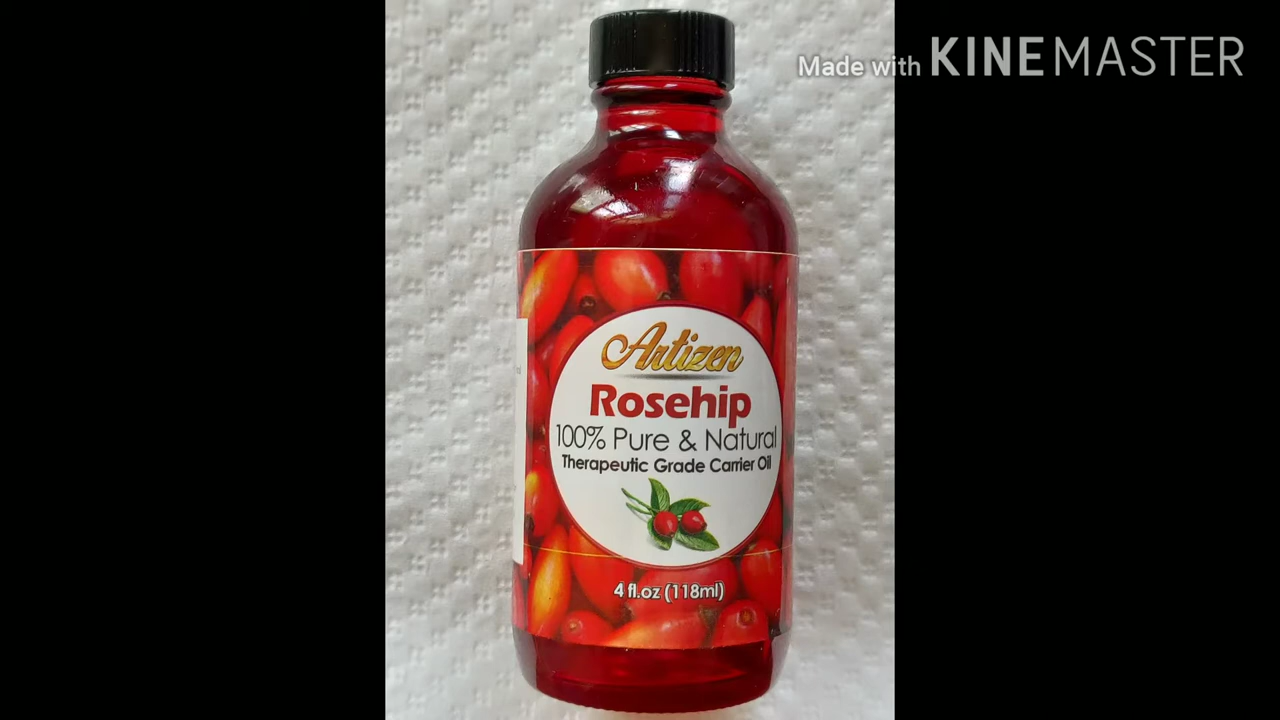 Made with KINEMASTER
Artizen
Rosehip
100% Pure & Natural
Therapeutic Grade Carrier Oil
4 fl.oz (118ml)